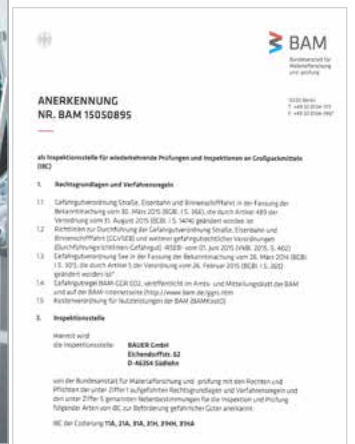 BAM
Bundesanstalt für
Materialforschung
und -prüfung
ANERKENNUNG
NR. BAM 15050895
12200 Berlin
als Inspektionsstelle für wiederkehrende Prüfungen und Inspektionen an Großpackmitteln
(IBC)
1. Rechtsgrundlagen und Verfahrensregeln
1.1 Gefahrgutverordnung Straße, Eisenbahn und Binnenschifffahrt in der Fassung der
Bekanntmachung vom 30. März 2015 (BGBl. I S. 366), die durch Artikel 489 der
Verordnung vom 31. August 2015 (BGBl. I S. 1474) geändert worden ist
1.2 Richtlinien zur Durchführung der Gefahrgutverordnung Straße, Eisenbahn und
Binnenschifffahrt (GGVSEB) und weiterer gefahrgutrechtlicher Verordnungen
(Durchführungsrichtlinien-Gefahrgut) -RSEB- vom 01. Juni 2015 (VkBl. 2015, S. 402)
1.3 Gefahrgutverordnung See in der Fassung der Bekanntmachung vom 26. März 2014 (BGBl.
I S. 301), die durch Artikel 5 der Verordnung vom 26. Februar 2015 (BGBl. I S. 265)
geändert worden ist"
1.4 Gefahrgutregel BAM-GGR 002, veröffentlicht im Amts- und Mitteilungsblatt der BAM
und auf der BAM-Internetseite (http://www.bam.de/ggrs.htm
1.5 Kostenverordnung für Nutzleistungen der BAM (BAMKostO)
2. Inspektionsstelle
Hiermit wird
die Inspektionsstelle: BAUER GmbH
Eichendorffstr. 62
D-46354 Südlohn
von der Bundesanstalt für Materialforschung und -prüfung mit den Rechten und
Pflichten der unter Ziffer 1 aufgeführten Rechtsgrundlagen und Verfahrensregeln und
den unter Ziffer 5 genannten Nebenbestimmungen für die Inspektion und Prüfung
folgender Arten von IBC zur Beförderung gefährlicher Güter anerkannt:
IBC der Codierung 11A, 21A, 31A, 31H, 31HH, 31HA